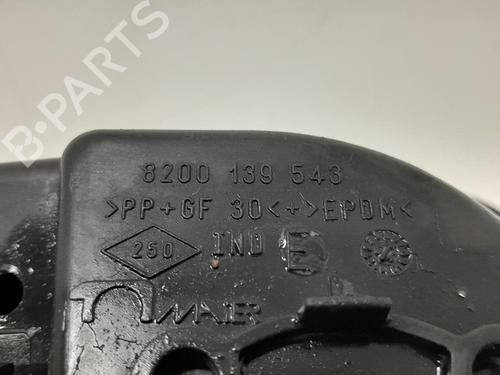 B-PARTS
8200 139 543
>PP+GF 30<+>EPDM<
250 IND E
MAIER